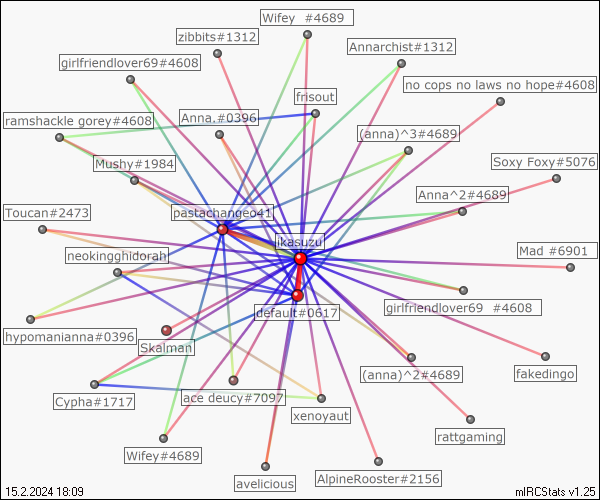 Wifey  #4689
zibbits#1312
Annarchist#1312
girlfriendlover69#4608
no cops no laws no hope#4608
frisout
ramshackle gorey#4608
Anna.#0396
(anna)^3#4689
Mushy#1984
Soxy Foxy#5076
Anna^2#4689
Toucan#2473
pastachangeo41
ikasuzu
Mad #6901
neokingghidorah
girlfriendlover69  #4608
default#0617
hypomanianna#0396
Skalman
(anna)^2#4689
fakedingo
Cypha#1717
ace deucy#7097
xenoyaut
rattgaming
Wifey#4689
avelicious
AlpineRooster#2156
15.2.2024 18:09
mIRCStats v1.25